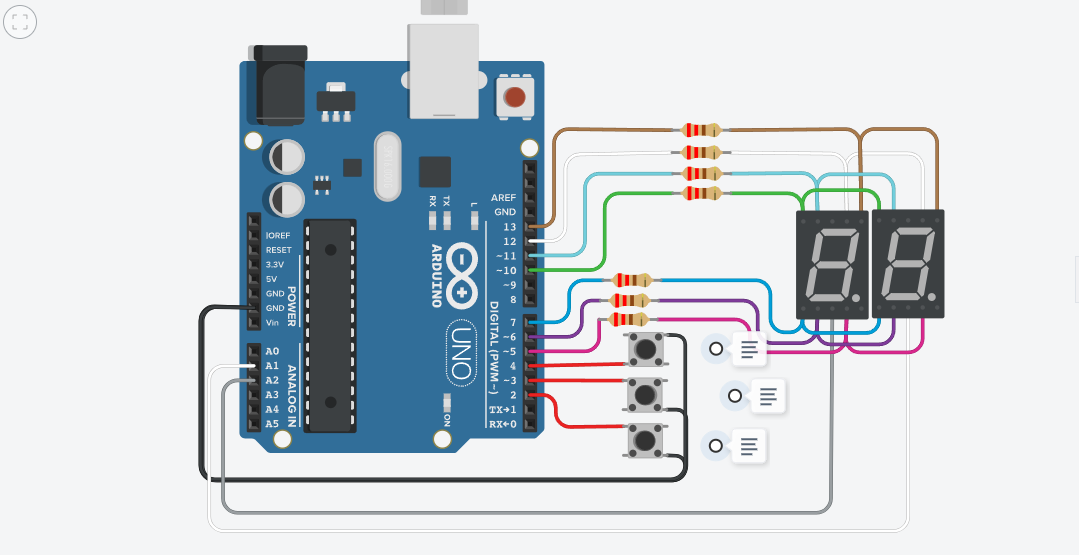 RX TX L
AREF
GND
13
12
~11
~10
~9
8
7
~6
~5
4
~3
2
TX→1
RX←0
DIGITAL (PWM~)
ARDUINO
UNO
ON
IOREF
RESET
3.3V
5V
GND
GND
Vin
POWER
A0
A1
A2
A3
A4
A5
ANALOG IN